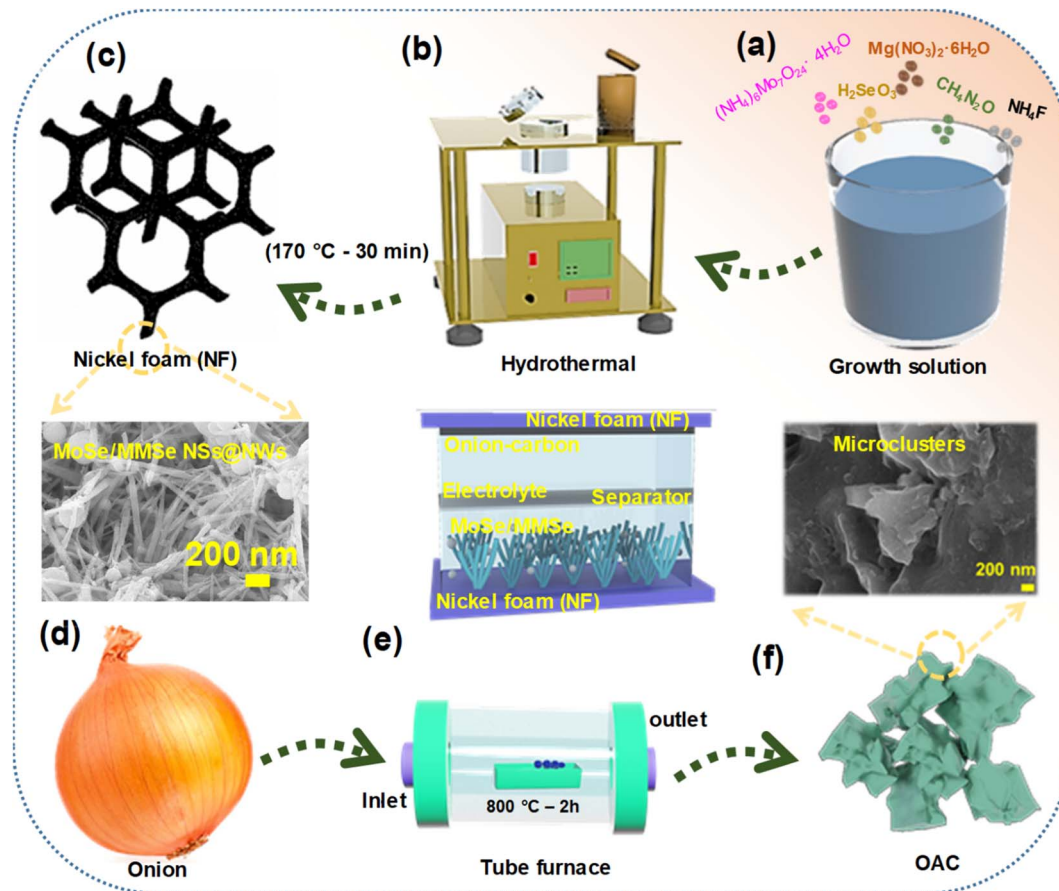 (c)
(b)
(a)
(NH₄)₆Mo₇O₂₄· 4H₂O
Mg(NO₃)₂·6H₂O
H₂SeO₃
CH₄N₂O
NH₄F
(170 °C - 30 min)
Nickel foam (NF)
Hydrothermal
Growth solution
MoSe/MMSe NSs@NWs
200 nm
Nickel foam (NF)
Onion-carbon
Electrolyte
Separator
MoSe/MMSe
Nickel foam (NF)
Microclusters
200 nm
(d)
(e)
(f)
Inlet
outlet
800 °C – 2h
Onion
Tube furnace
OAC